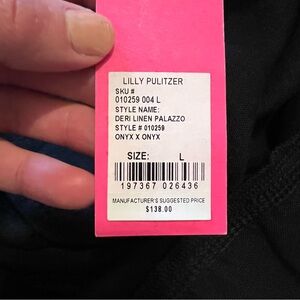 LILLY PULITZER
SKU #
010259 004 L
STYLE NAME:
DERI LINEN PALAZZO
STYLE # 010259
ONYX X ONYX
SIZE: L
197367 026436
MANUFACTURER'S SUGGESTED PRICE
$138.00